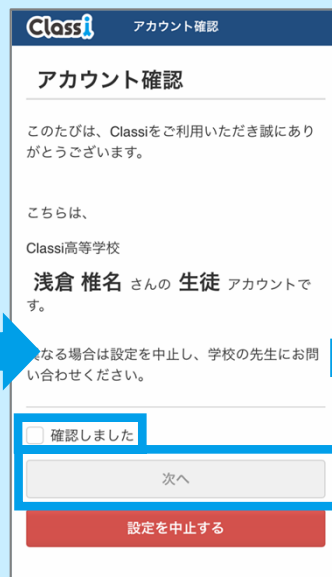 Classi アカウント確認
アカウント確認
このたびは、Classiをご利用いただき誠にあり
がとうございます。
こちらは、
Classi高等学校
浅倉 椎名 さんの 生徒 アカウントで
す。
なる場合は設定を中止し、学校の先生にお問
い合わせください。
確認しました
次へ
設定を中止する